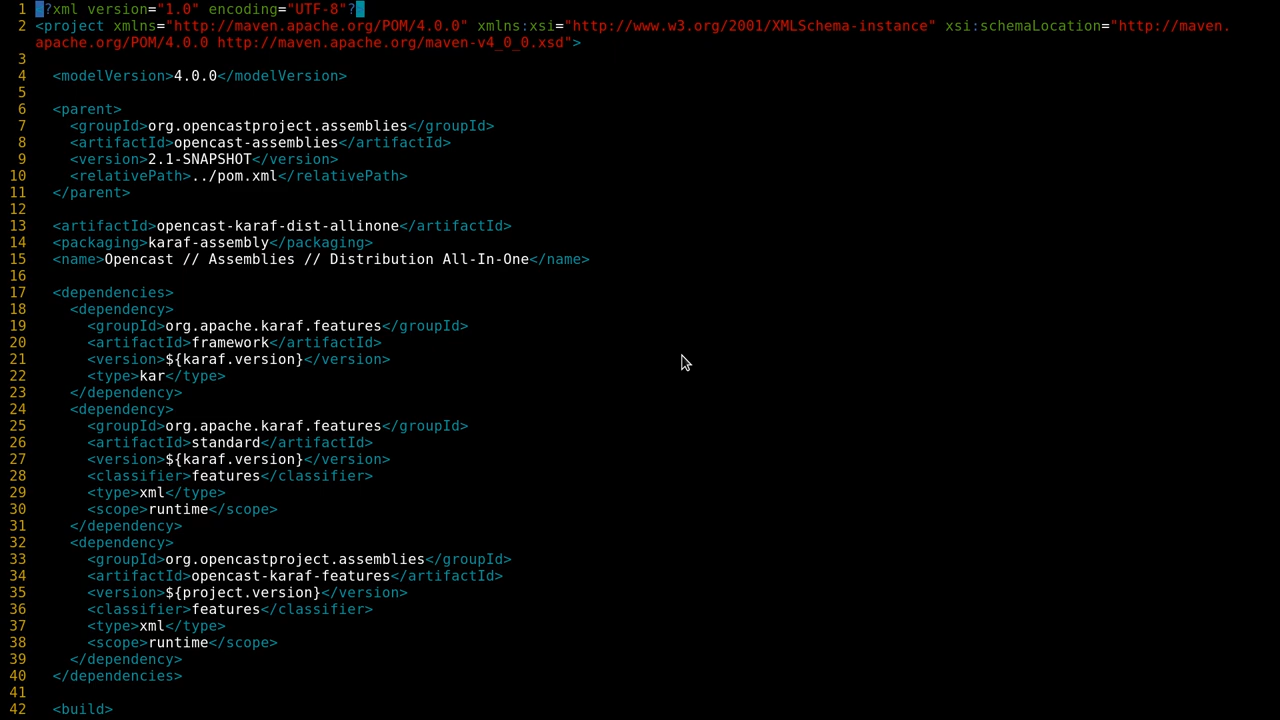 1 <?xml version="1.0" encoding="UTF-8"?>
2 <project xmlns="http://maven.apache.org/POM/4.0.0" xmlns:xsi="http://www.w3.org/2001/XMLSchema-instance" xsi:schemaLocation="http://maven.
apache.org/POM/4.0.0 http://maven.apache.org/maven-v4_0_0.xsd">
3
4 <modelVersion>4.0.0</modelVersion>
5
6 <parent>
7 <groupId>org.opencastproject.assemblies</groupId>
8 <artifactId>opencast-assemblies</artifactId>
9 <version>2.1-SNAPSHOT</version>
10 <relativePath>../pom.xml</relativePath>
11 </parent>
12
13 <artifactId>opencast-karaf-dist-allinone</artifactId>
14 <packaging>karaf-assembly</packaging>
15 <name>Opencast // Assemblies // Distribution All-In-One</name>
16
17 <dependencies>
18 <dependency>
19 <groupId>org.apache.karaf.features</groupId>
20 <artifactId>framework</artifactId>
21 <version>${karaf.version}</version>
22 <type>kar</type>
23 </dependency>
24 <dependency>
25 <groupId>org.apache.karaf.features</groupId>
26 <artifactId>standard</artifactId>
27 <version>${karaf.version}</version>
28 <classifier>features</classifier>
29 <type>xml</type>
30 <scope>runtime</scope>
31 </dependency>
32 <dependency>
33 <groupId>org.opencastproject.assemblies</groupId>
34 <artifactId>opencast-karaf-features</artifactId>
35 <version>${project.version}</version>
36 <classifier>features</classifier>
37 <type>xml</type>
38 <scope>runtime</scope>
39 </dependency>
40 </dependencies>
41
42 <build>